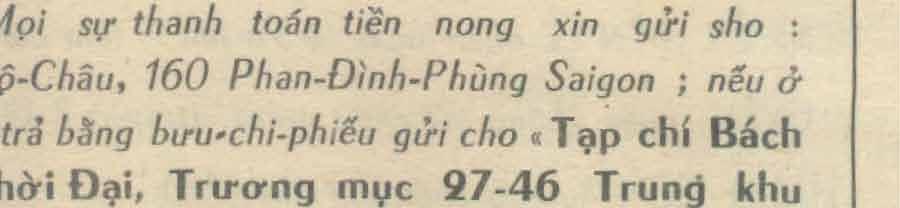 Mọi sự thanh toán tiền nong xin gửi sho :
ộ-Châu, 160 Phan-Đình-Phùng Saigon ; nếu ở
trả bằng bưu-chi-phiếu gửi cho « Tạp chí Bách
hời Đại, Trương mục 27-46 Trung khu